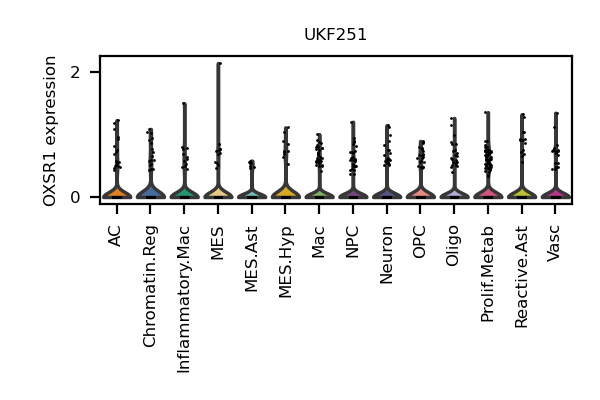 UKF251
OXSR1 expression
2
0
AC
Chromatin.Reg
Inflammatory.Mac
MES
MES.Ast
MES.Hyp
Mac
NPC
Neuron
OPC
Oligo
Prolif.Metab
Reactive.Ast
Vasc